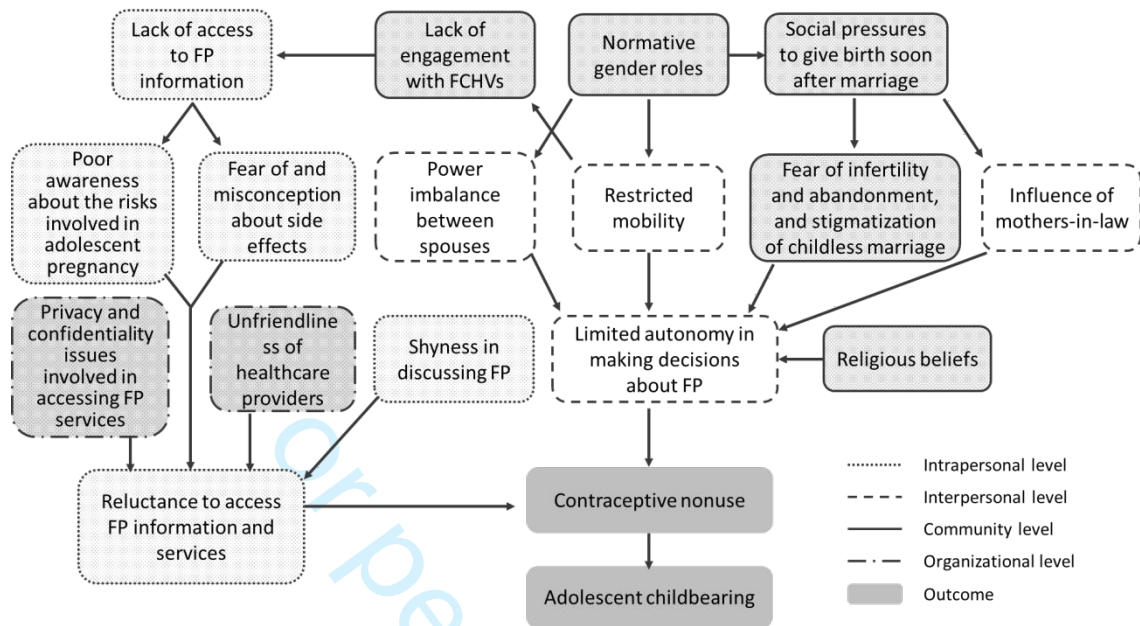 Lack of access
to FP
information
Lack of
engagement
with FCHVs
Normative
gender roles
Social pressures
to give birth soon
after marriage
Poor
awareness about
the risks
involved in
adolescent
pregnancy
Fear of and
misconception
about side
effects
Power
imbalance
between
spouses
Restricted
mobility
Fear of infertility
and abandonment,
and stigmatization
of childless marriage
Influence of
mothers-in-law
Privacy and
confidentiality
issues
involved in
accessing FP
services
Unfriendline
ss of
healthcare
providers
Shyness in
discussing FP
Limited autonomy in
making decisions
about FP
Religious beliefs
Reluctance to access
FP information and
services
Contraceptive nonuse
Adolescent childbearing
Intrapersonal level
Interpersonal level
Community level
Organizational level
Outcome
or pe